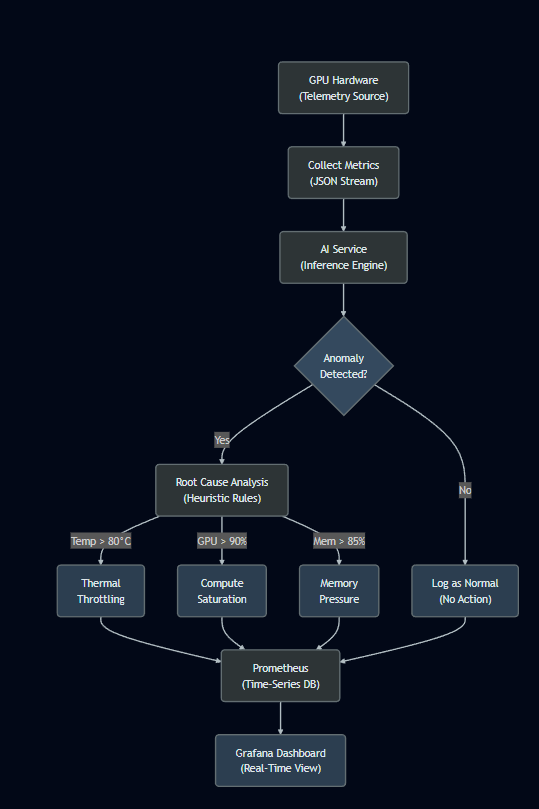 GPU Hardware
(Telemetry Source)
Collect Metrics
(JSON Stream)
AI Service
(Inference Engine)
Anomaly
Detected?
Yes
No
Root Cause Analysis
(Heuristic Rules)
Temp > 80°C
GPU > 90%
Mem > 85%
Thermal
Throttling
Compute
Saturation
Memory
Pressure
Log as Normal
(No Action)
Prometheus
(Time-Series DB)
Grafana Dashboard
(Real-Time View)